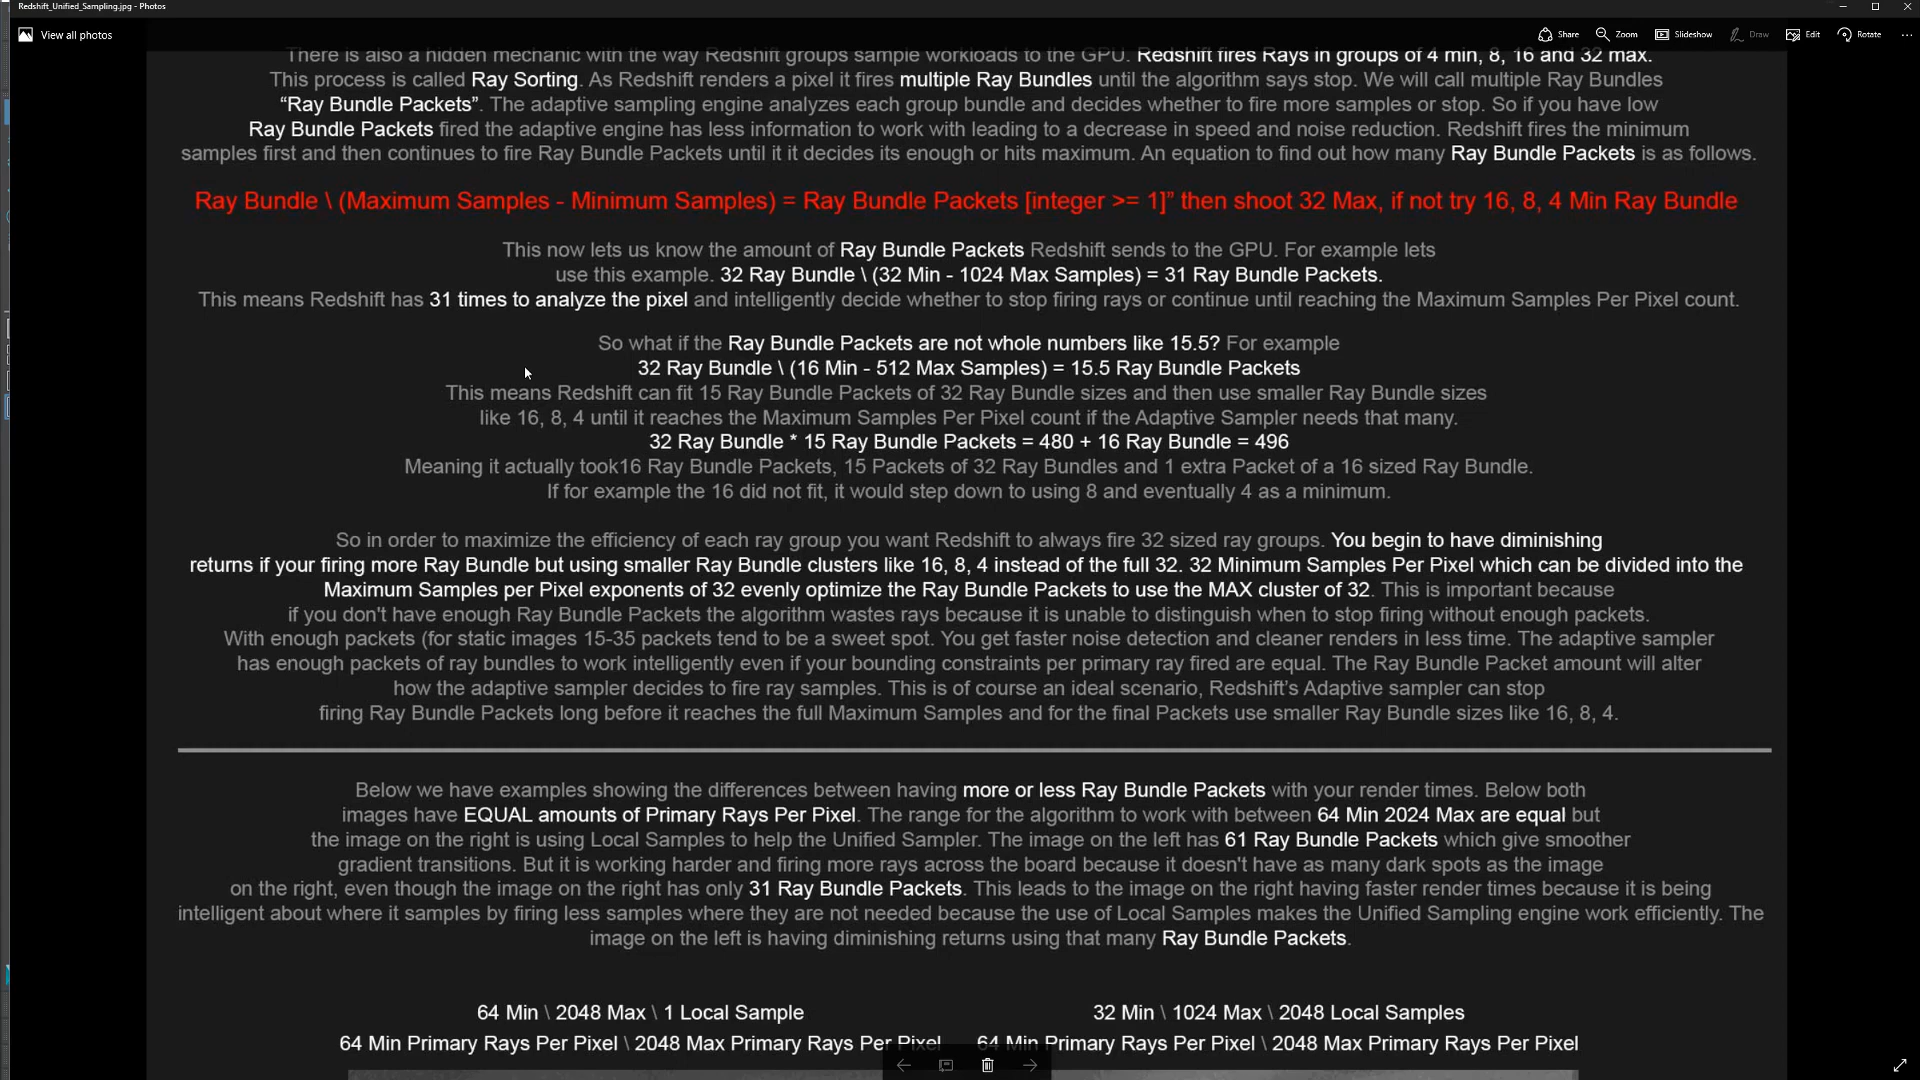 Redshift_Unified_Sampling.jpg - Photos
View all photos
Share
Zoom
Slideshow
Draw
Edit
Rotate
There is also a hidden mechanic with the way Redshift groups sample workloads to the GPU. Redshift fires Rays in groups of 4 min, 8, 16 and 32 max.
This process is called Ray Sorting. As Redshift renders a pixel it fires multiple Ray Bundles until the algorithm says stop. We will call multiple Ray Bundles
“Ray Bundle Packets”. The adaptive sampling engine analyzes each group bundle and decides whether to fire more samples or stop. So if you have low
Ray Bundle Packets fired the adaptive engine has less information to work with leading to a decrease in speed and noise reduction. Redshift fires the minimum
samples first and then continues to fire Ray Bundle Packets until it it decides its enough or hits maximum. An equation to find out how many Ray Bundle Packets is as follows.
Ray Bundle \ (Maximum Samples - Minimum Samples) = Ray Bundle Packets [integer >= 1]” then shoot 32 Max, if not try 16, 8, 4 Min Ray Bundle
This now lets us know the amount of Ray Bundle Packets Redshift sends to the GPU. For example lets
use this example. 32 Ray Bundle \ (32 Min - 1024 Max Samples) = 31 Ray Bundle Packets.
This means Redshift has 31 times to analyze the pixel and intelligently decide whether to stop firing rays or continue until reaching the Maximum Samples Per Pixel count.
So what if the Ray Bundle Packets are not whole numbers like 15.5? For example
32 Ray Bundle \ (16 Min - 512 Max Samples) = 15.5 Ray Bundle Packets
This means Redshift can fit 15 Ray Bundle Packets of 32 Ray Bundle sizes and then use smaller Ray Bundle sizes
like 16, 8, 4 until it reaches the Maximum Samples Per Pixel count if the Adaptive Sampler needs that many.
32 Ray Bundle * 15 Ray Bundle Packets = 480 + 16 Ray Bundle = 496
Meaning it actually took16 Ray Bundle Packets, 15 Packets of 32 Ray Bundles and 1 extra Packet of a 16 sized Ray Bundle.
If for example the 16 did not fit, it would step down to using 8 and eventually 4 as a minimum.
So in order to maximize the efficiency of each ray group you want Redshift to always fire 32 sized ray groups. You begin to have diminishing
returns if your firing more Ray Bundle but using smaller Ray Bundle clusters like 16, 8, 4 instead of the full 32. 32 Minimum Samples Per Pixel which can be divided into the
Maximum Samples per Pixel exponents of 32 evenly optimize the Ray Bundle Packets to use the MAX cluster of 32. This is important because
if you don't have enough Ray Bundle Packets the algorithm wastes rays because it is unable to distinguish when to stop firing without enough packets.
With enough packets (for static images 15-35 packets tend to be a sweet spot. You get faster noise detection and cleaner renders in less time. The adaptive sampler
has enough packets of ray bundles to work intelligently even if your bounding constraints per primary ray fired are equal. The Ray Bundle Packet amount will alter
how the adaptive sampler decides to fire ray samples. This is of course an ideal scenario, Redshift's Adaptive sampler can stop
firing Ray Bundle Packets long before it reaches the full Maximum Samples and for the final Packets use smaller Ray Bundle sizes like 16, 8, 4.
Below we have examples showing the differences between having more or less Ray Bundle Packets with your render times. Below both
images have EQUAL amounts of Primary Rays Per Pixel. The range for the algorithm to work with between 64 Min 2024 Max are equal but
the image on the right is using Local Samples to help the Unified Sampler. The image on the left has 61 Ray Bundle Packets which give smoother
gradient transitions. But it is working harder and firing more rays across the board because it doesn't have as many dark spots as the image
on the right, even though the image on the right has only 31 Ray Bundle Packets. This leads to the image on the right having faster render times because it is being
intelligent about where it samples by firing less samples where they are not needed because the use of Local Samples makes the Unified Sampling engine work efficiently. The
image on the left is having diminishing returns using that many Ray Bundle Packets.
64 Min \ 2048 Max \ 1 Local Sample
32 Min \ 1024 Max \ 2048 Local Samples
64 Min Primary Rays Per Pixel \ 2048 Max Primary Rays Per Pixel
64 Min Primary Rays Per Pixel \ 2048 Max Primary Rays Per Pixel